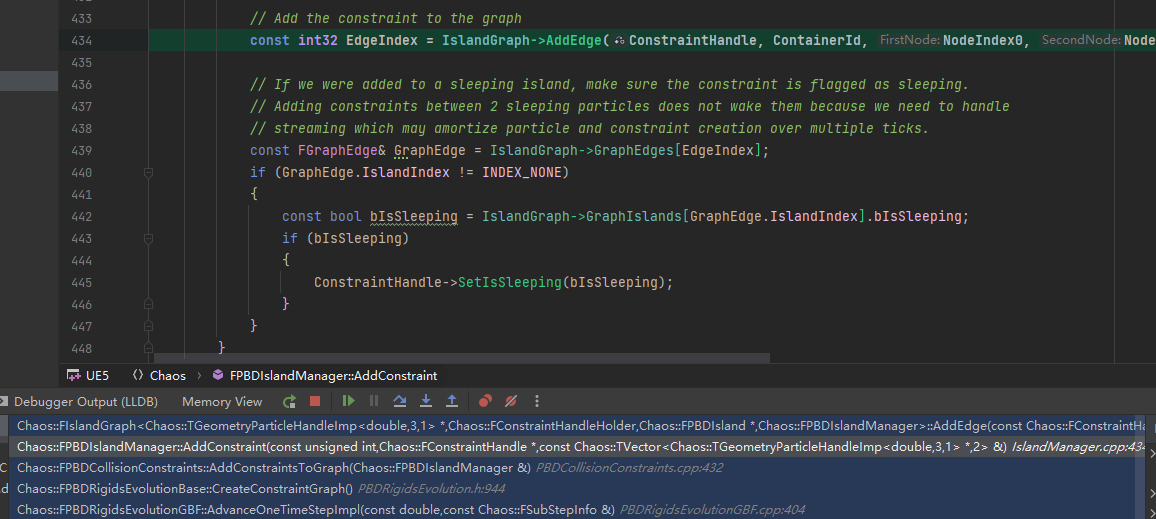 433 // Add the constraint to the graph
434 const int32 EdgeIndex = IslandGraph->AddEdge( ConstraintHandle, ContainerId, FirstNode: NodeIndex0, SecondNode: Node
435
436 // If we were added to a sleeping island, make sure the constraint is flagged as sleeping.
437 // Adding constraints between 2 sleeping particles does not wake them because we need to handle
438 // streaming which may amortize particle and constraint creation over multiple ticks.
439 const FGraphEdge& GraphEdge = IslandGraph->GraphEdges[EdgeIndex];
440 if (GraphEdge.IslandIndex != INDEX_NONE)
441 {
442 const bool bIsSleeping = IslandGraph->GraphIslands[GraphEdge.IslandIndex].bIsSleeping;
443 if (bIsSleeping)
444 {
445 ConstraintHandle->SetIsSleeping(bIsSleeping);
446 }
447 }
448 }
UE5 Chaos FPBDIslandManager::AddConstraint
Debugger Output (LLDB) Memory View
Chaos::FIslandGraph<Chaos::TGeometryParticleHandleImp<double,3,1> *,Chaos::FConstraintHandleHolder,Chaos::FPBDIsland *,Chaos::FPBDIslandManager>::AddEdge(const Chaos::FConstraintHa
Chaos::FPBDIslandManager::AddConstraint(const unsigned int,Chaos::FConstraintHandle *,const Chaos::TVector<Chaos::TGeometryParticleHandleImp<double,3,1> *,2> &) IslandManager.cpp:434
Chaos::FPBDCollisionConstraints::AddConstraintsToGraph(Chaos::FPBDIslandManager &) PBDCollisionConstraints.cpp:432
Chaos::FPBDRigidsEvolutionBase::CreateConstraintGraph() PBDRigidsEvolution.h:944
Chaos::FPBDRigidsEvolutionGBF::AdvanceOneTimeStepImpl(const double,const Chaos::FSubStepInfo &) PBDRigidsEvolutionGBF.cpp:404